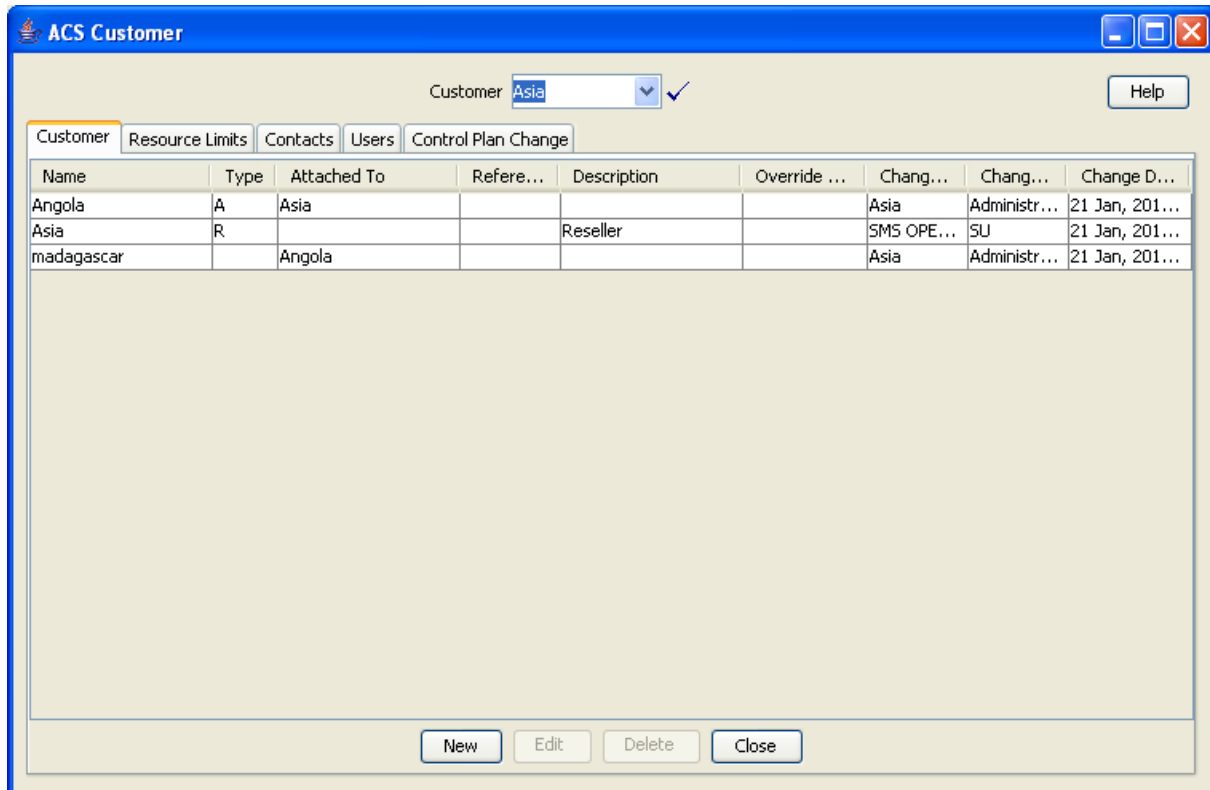 ACS Customer
Customer Asia
Help
Customer Resource Limits Contacts Users Control Plan Change
Name Type Attached To Refere... Description Override ... Chang... Chang... Change D...
Angola A Asia Asia Administr... 21 Jan, 201...
Asia R Reseller SMS OPE... SU 21 Jan, 201...
madagascar Angola Asia Administr... 21 Jan, 201...
New Edit Delete Close